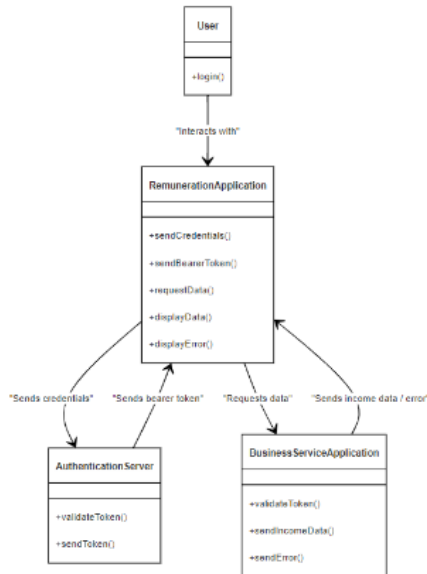 User
+login()
"Interacts with"
RemunerationApplication
+sendCredentials()
+sendBearerToken()
+requestData()
+displayData()
+displayError()
"Sends credentials" "Sends bearer token" "Requests data" "Sends income data / error"
AuthenticationServer
+validateToken()
+sendToken()
BusinessServiceApplication
+validateToken()
+sendIncomeData()
+sendError()